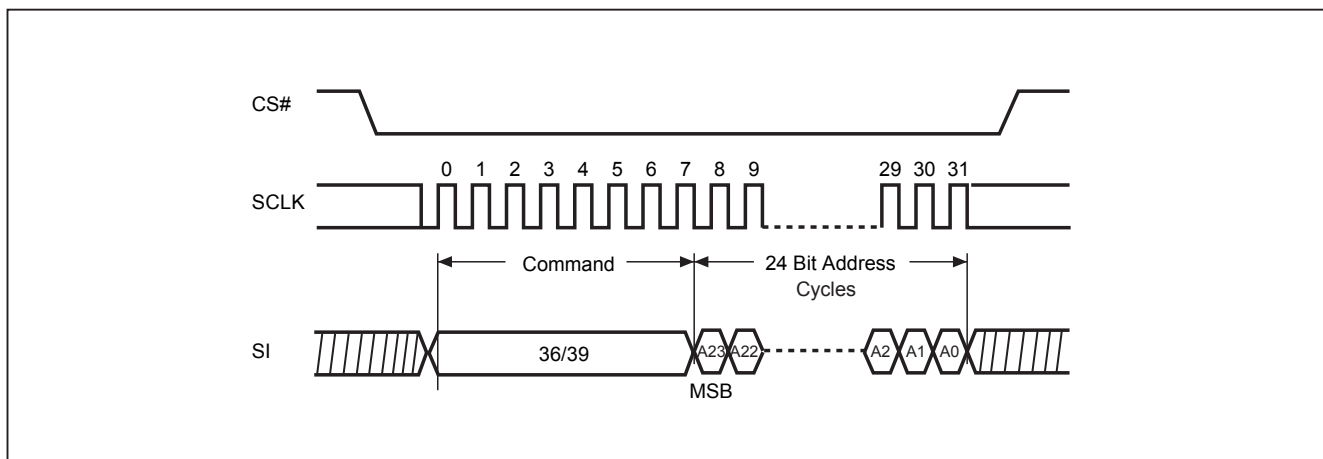 CS#
0 1 2 3 4 5 6 7 8 9 29 30 31
SCLK
Command 24 Bit Address
Cycles
SI 36/39 A23 A22 A2 A1 A0
MSB